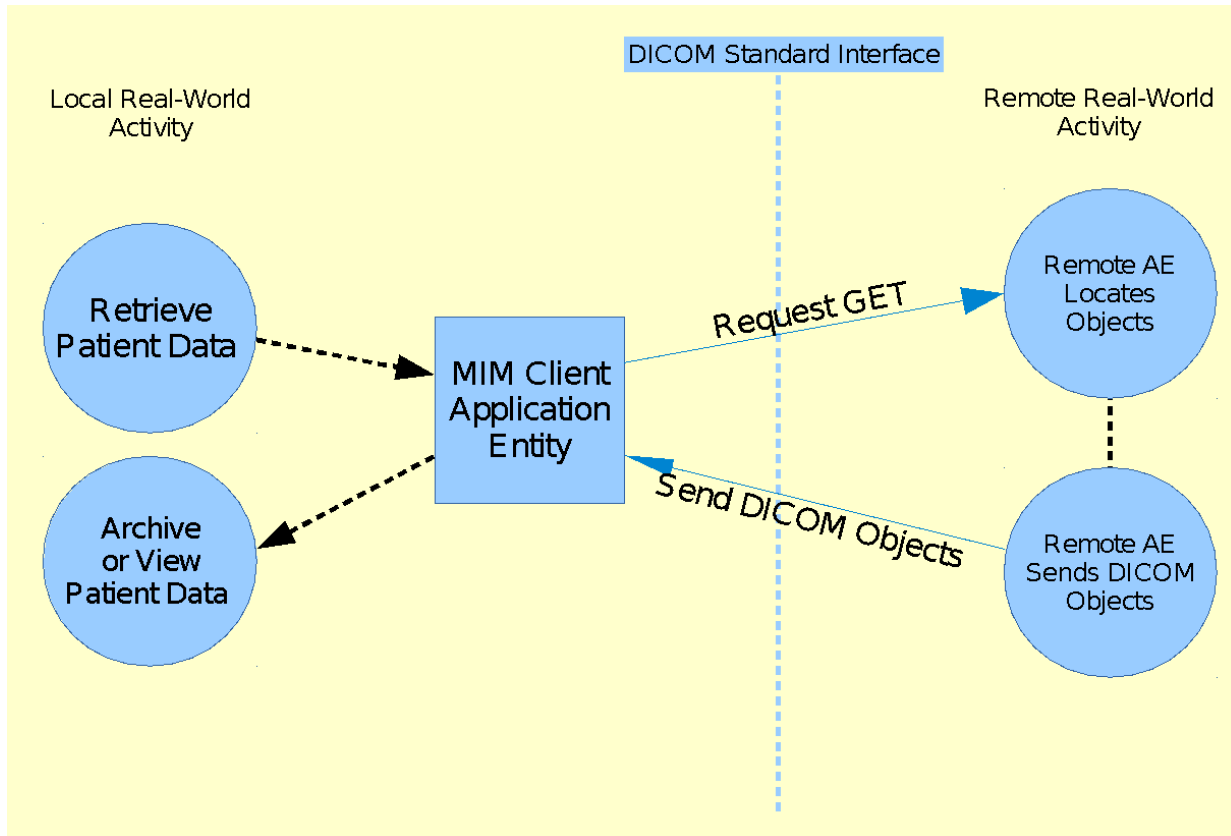 DICOM Standard Interface
Local Real-World
Activity
Remote Real-World
Activity
Retrieve
Patient Data
MIM Client
Application
Entity
Request GET
Remote AE
Locates
Objects
Archive
or View
Patient Data
Send DICOM Objects
Remote AE
Sends DICOM
Objects